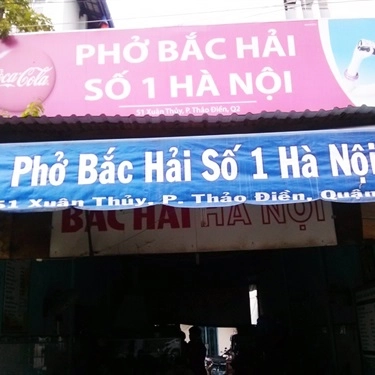 Coca-Cola
PHỞ BẮC HẢI
SỐ 1 HÀ NỘI
51 Xuân Thủy, P. Thảo Điền, Q2
Phở Bắc Hải Số 1 Hà Nội
51 Xuân Thủy, P. Thảo Điền, Quận
BẮC HẢI HÀ NỘI